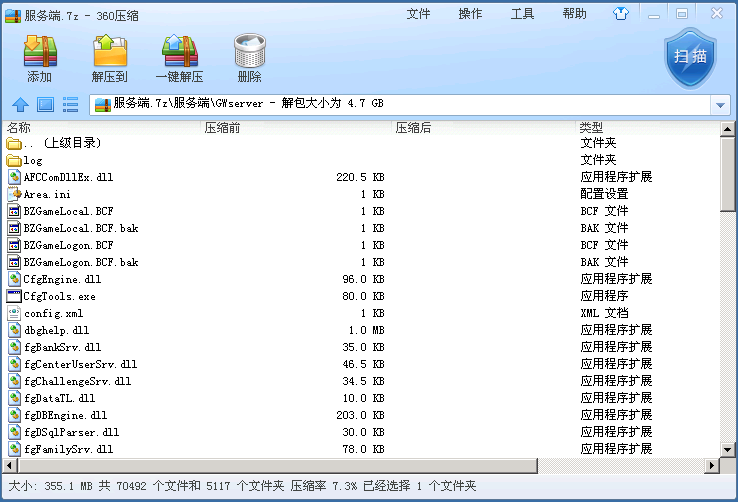 服务端.7z - 360压缩 文件 操作 工具 帮助
添加 解压到 一键解压 删除 扫描
服务端.7z\服务端\GWserver - 解包大小为 4.7 GB
名称 压缩前 压缩后 类型
.. (上级目录) 文件夹
log 文件夹
AFCComDllEx.dll 220.5 KB 应用程序扩展
Area.ini 1 KB 配置设置
BZGameLocal.BCF 1 KB BCF 文件
BZGameLocal.BCF.bak 1 KB BAK 文件
BZGameLogon.BCF 1 KB BCF 文件
BZGameLogon.BCF.bak 1 KB BAK 文件
CfgEngine.dll 96.0 KB 应用程序扩展
CfgTools.exe 80.0 KB 应用程序
config.xml 1 KB XML 文档
dbghelp.dll 1.0 MB 应用程序扩展
fgBankSrv.dll 35.0 KB 应用程序扩展
fgCenterUserSrv.dll 46.5 KB 应用程序扩展
fgChallengeSrv.dll 34.5 KB 应用程序扩展
fgDataTL.dll 10.0 KB 应用程序扩展
fgDBEngine.dll 203.0 KB 应用程序扩展
fgDSqlParser.dll 30.0 KB 应用程序扩展
fgFamilySrv.dll 78.0 KB 应用程序扩展
大小: 355.1 MB 共 70492 个文件和 5117 个文件夹 压缩率 7.3% 已经选择 1 个文件夹